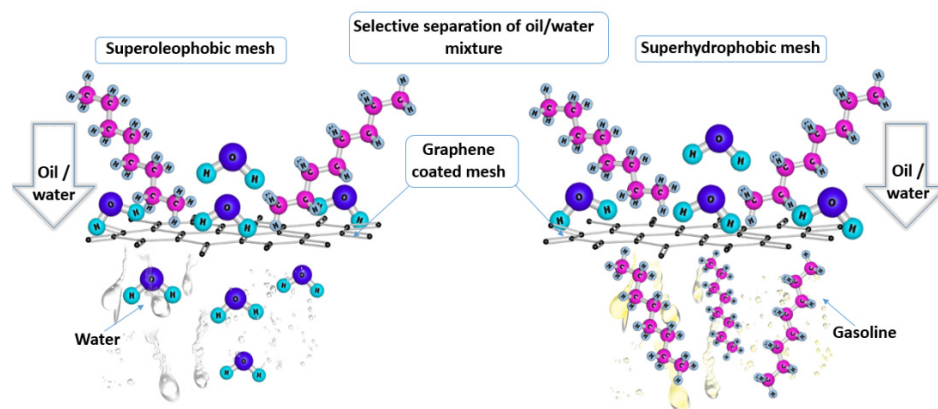 Selective separation of oil/water
mixture
Superoleophobic mesh
Superhydrophobic mesh
Oil /
water
Graphene
coated mesh
Oil /
water
Water
Gasoline